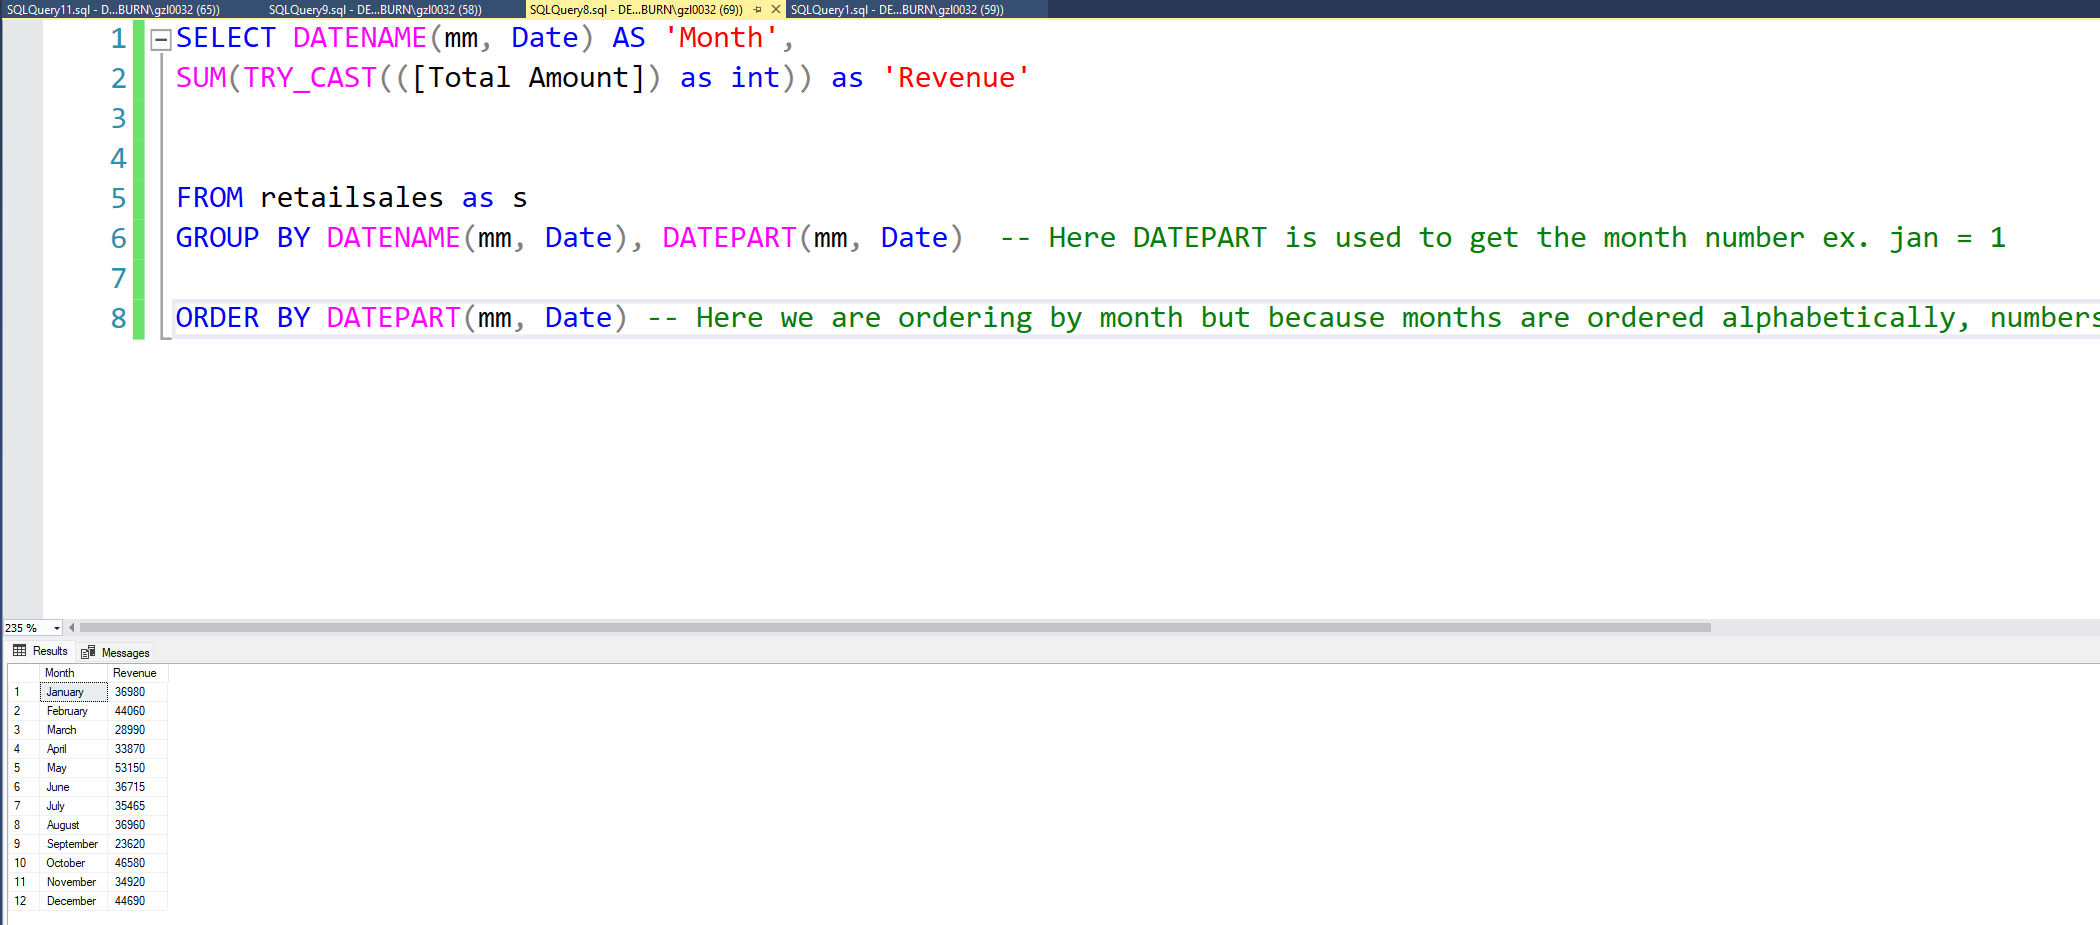 SQLQuery11.sql - D...BURN\gzl0032 (65)) SQLQuery9.sql - DE...BURN\gzl0032 (58)) SQLQuery8.sql - DE...BURN\gzl0032 (69)) SQLQuery1.sql - DE...BURN\gzl0032 (59))
1 SELECT DATENAME(mm, Date) AS 'Month',
2 SUM(TRY_CAST(([Total Amount]) as int)) as 'Revenue'
3
4
5 FROM retailsales as s
6 GROUP BY DATENAME(mm, Date), DATEPART(mm, Date)  -- Here DATEPART is used to get the month number ex. jan = 1
7
8 ORDER BY DATEPART(mm, Date) -- Here we are ordering by month but because months are ordered alphabetically, numbers
235 %
Results Messages
Month Revenue
1 January 36980
2 February 44060
3 March 28990
4 April 33870
5 May 53150
6 June 36715
7 July 35465
8 August 36960
9 September 23620
10 October 46580
11 November 34920
12 December 44690